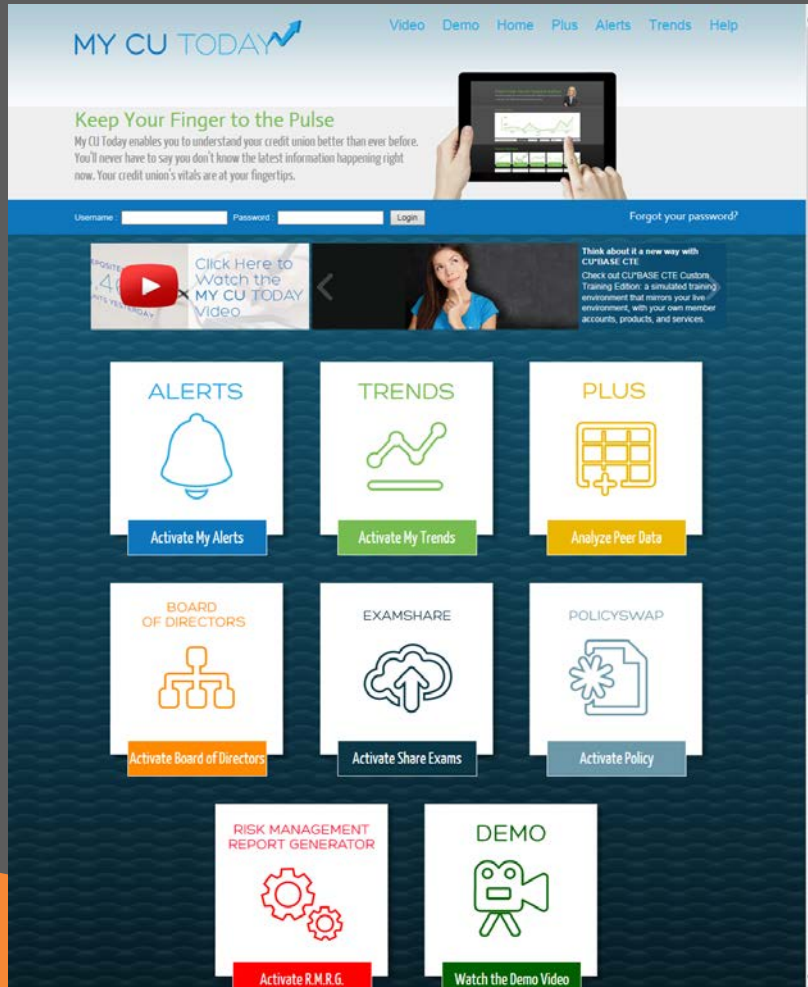 MY CU TODAY
Video Demo Home Plus Alerts Trends Help
Keep Your Finger to the Pulse
My CU Today enables you to understand your credit union better than ever before.
You'll never have to say you don't know the latest information happening right
now. Your credit union's vitals are at your fingertips.
Username : Password : Login Forgot your password?
Click Here to
Watch the
MY CU TODAY
Video
Think about it a new way with
CU*BASE CTE
Check out CU*BASE CTE Custom
Training Edition: a simulated training
environment that mirrors your live
environment, with your own member
accounts, products, and services.
ALERTS
Activate My Alerts
TRENDS
Activate My Trends
PLUS
Analyze Peer Data
BOARD
OF DIRECTORS
Activate Board of Directors
EXAMSHARE
Activate Share Exams
POLICYSWAP
Activate Policy
RISK MANAGEMENT
REPORT GENERATOR
Activate R.M.R.G.
DEMO
Watch the Demo Video